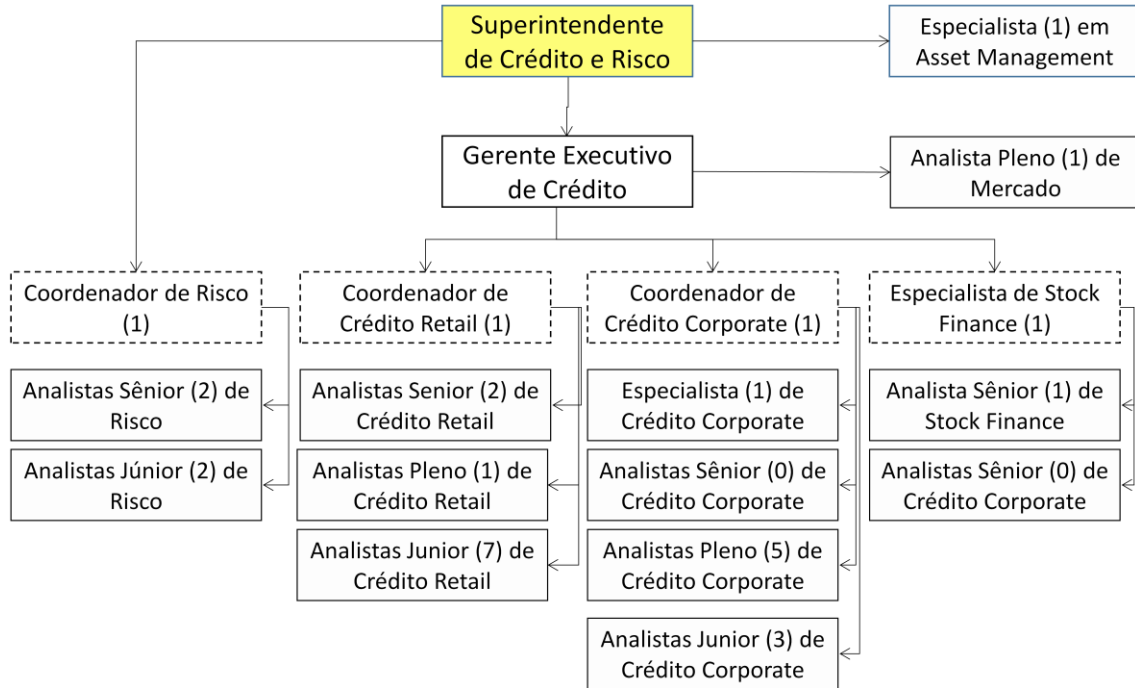 Superintendente
de Crédito e Risco
Especialista (1) em
Asset Management
Gerente Executivo
de Crédito
Analista Pleno (1) de
Mercado
Coordenador de Risco
(1)
Coordenador de
Crédito Retail (1)
Coordenador de
Crédito Corporate (1)
Especialista de Stock
Finance (1)
Analistas Sênior (2) de
Risco
Analistas Senior (2) de
Crédito Retail
Especialista (1) de
Crédito Corporate
Analista Sênior (1) de
Stock Finance
Analistas Júnior (2) de
Risco
Analistas Pleno (1) de
Crédito Retail
Analistas Sênior (0) de
Crédito Corporate
Analistas Sênior (0) de
Crédito Corporate
Analistas Junior (7) de
Crédito Retail
Analistas Pleno (5) de
Crédito Corporate
Analistas Junior (3) de
Crédito Corporate